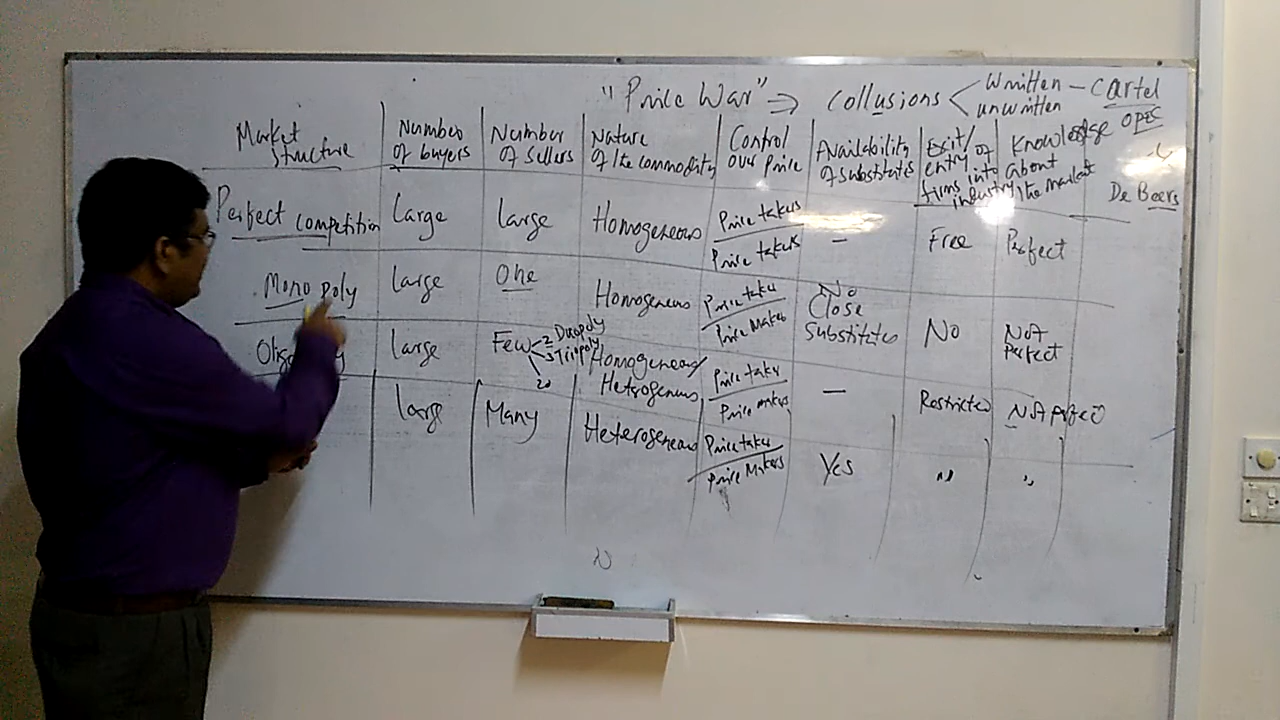 "Price War" ⇒ Collusions < Written – Cartel
unwritten
Market Structure
Number of buyers
Number of Sellers
Nature of the commodity
Control over Price
Availability of substitutes
Exit/entry of firms into industry
Knowledge about the market
OPEC
De Beers
Perfect competition
Large
Large
Homogeneous
Price takers
Price takers
–
Free
Perfect
Monopoly
Large
One
Homogeneous
Price taker
Price Maker
No Close Substitutes
No
Not Perfect
Large
Few
2 Duopoly
3 Triopoly
20
Homogeneous/
Hetrogenus
Price taker
Price makers
–
Restricted
Not perfect
Large
Many
Heterogeneous
Price taker
Price Makers
Yes
"
"
N